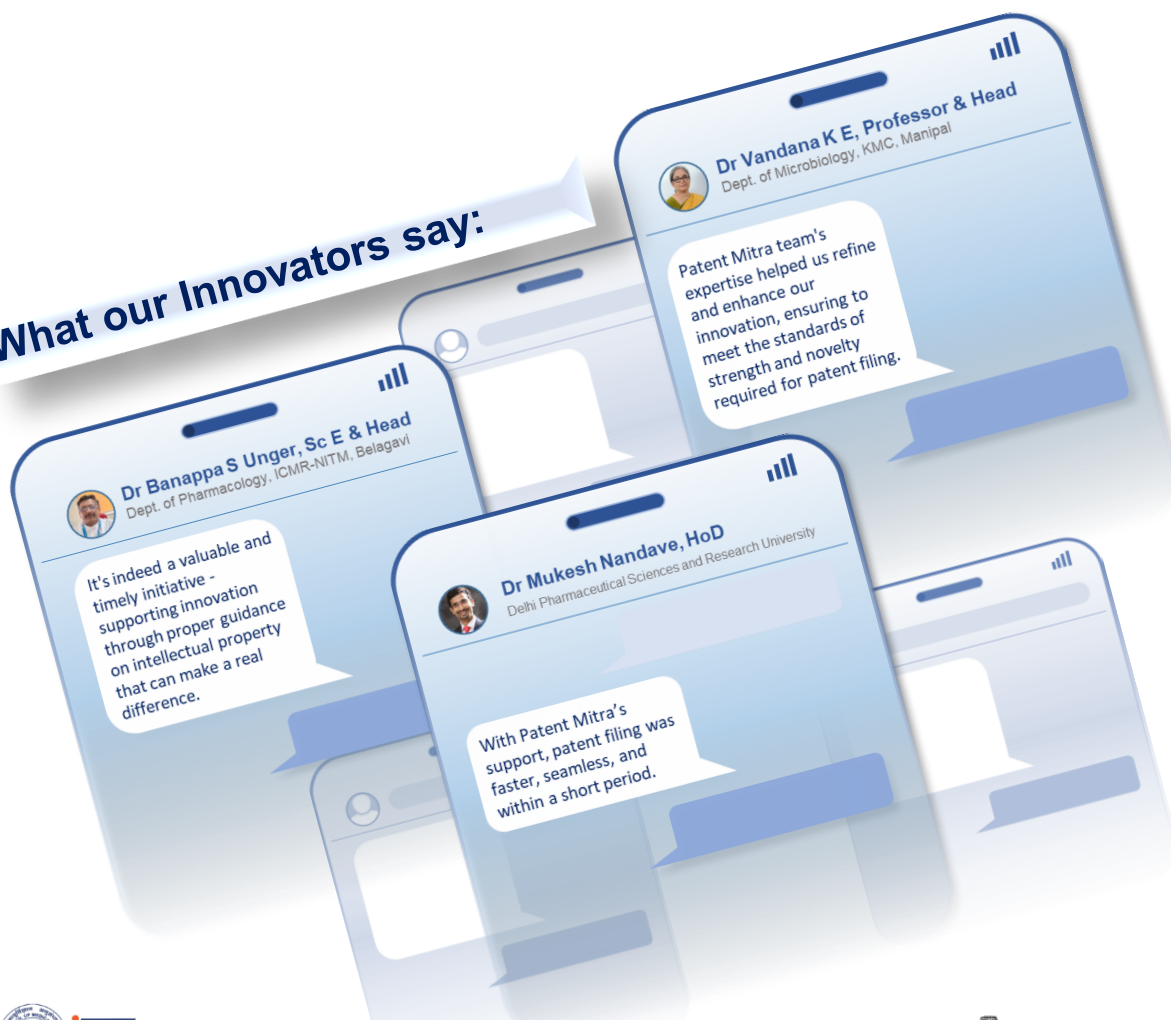 What our Innovators say:
Dr Vandana K E, Professor & Head
Dept. of Microbiology, KMC, Manipal
Patent Mitra team's
expertise helped us refine
and enhance our
innovation, ensuring to
meet the standards of
strength and novelty
required for patent filing.
Dr Banappa S Unger, Sc E & Head
Dept. of Pharmacology, ICMR-NITM, Belagavi
It's indeed a valuable and
timely initiative -
supporting innovation
through proper guidance
on intellectual property
that can make a real
difference.
Dr Mukesh Nandave, HoD
Delhi Pharmaceutical Sciences and Research University
With Patent Mitra’s
support, patent filing was
faster, seamless, and
within a short period.